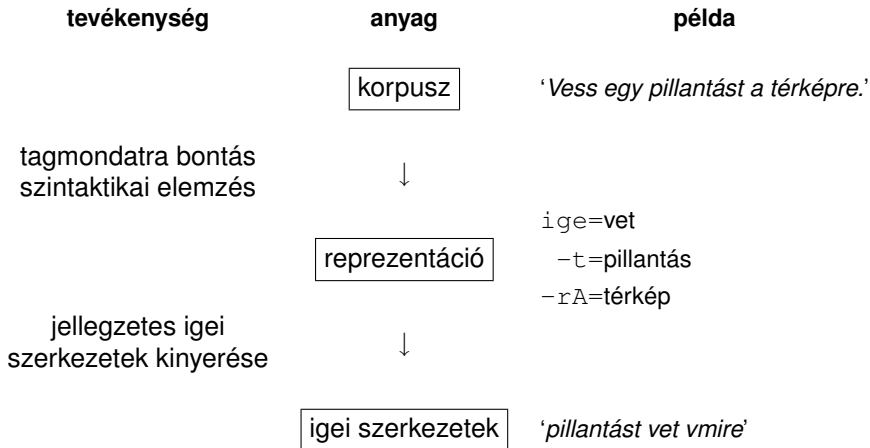 tevékenység anyag példa
korpusz 'Vess egy pillantást a térképre.'
tagmondatra bontás
szintaktikai elemzés
↓
ige=vet
reprezentáció -t=pillantás
-rA=térkép
jellegzetes igei
szerkezetek kinyerése
↓
igei szerkezetek 'pillantást vet vmire'